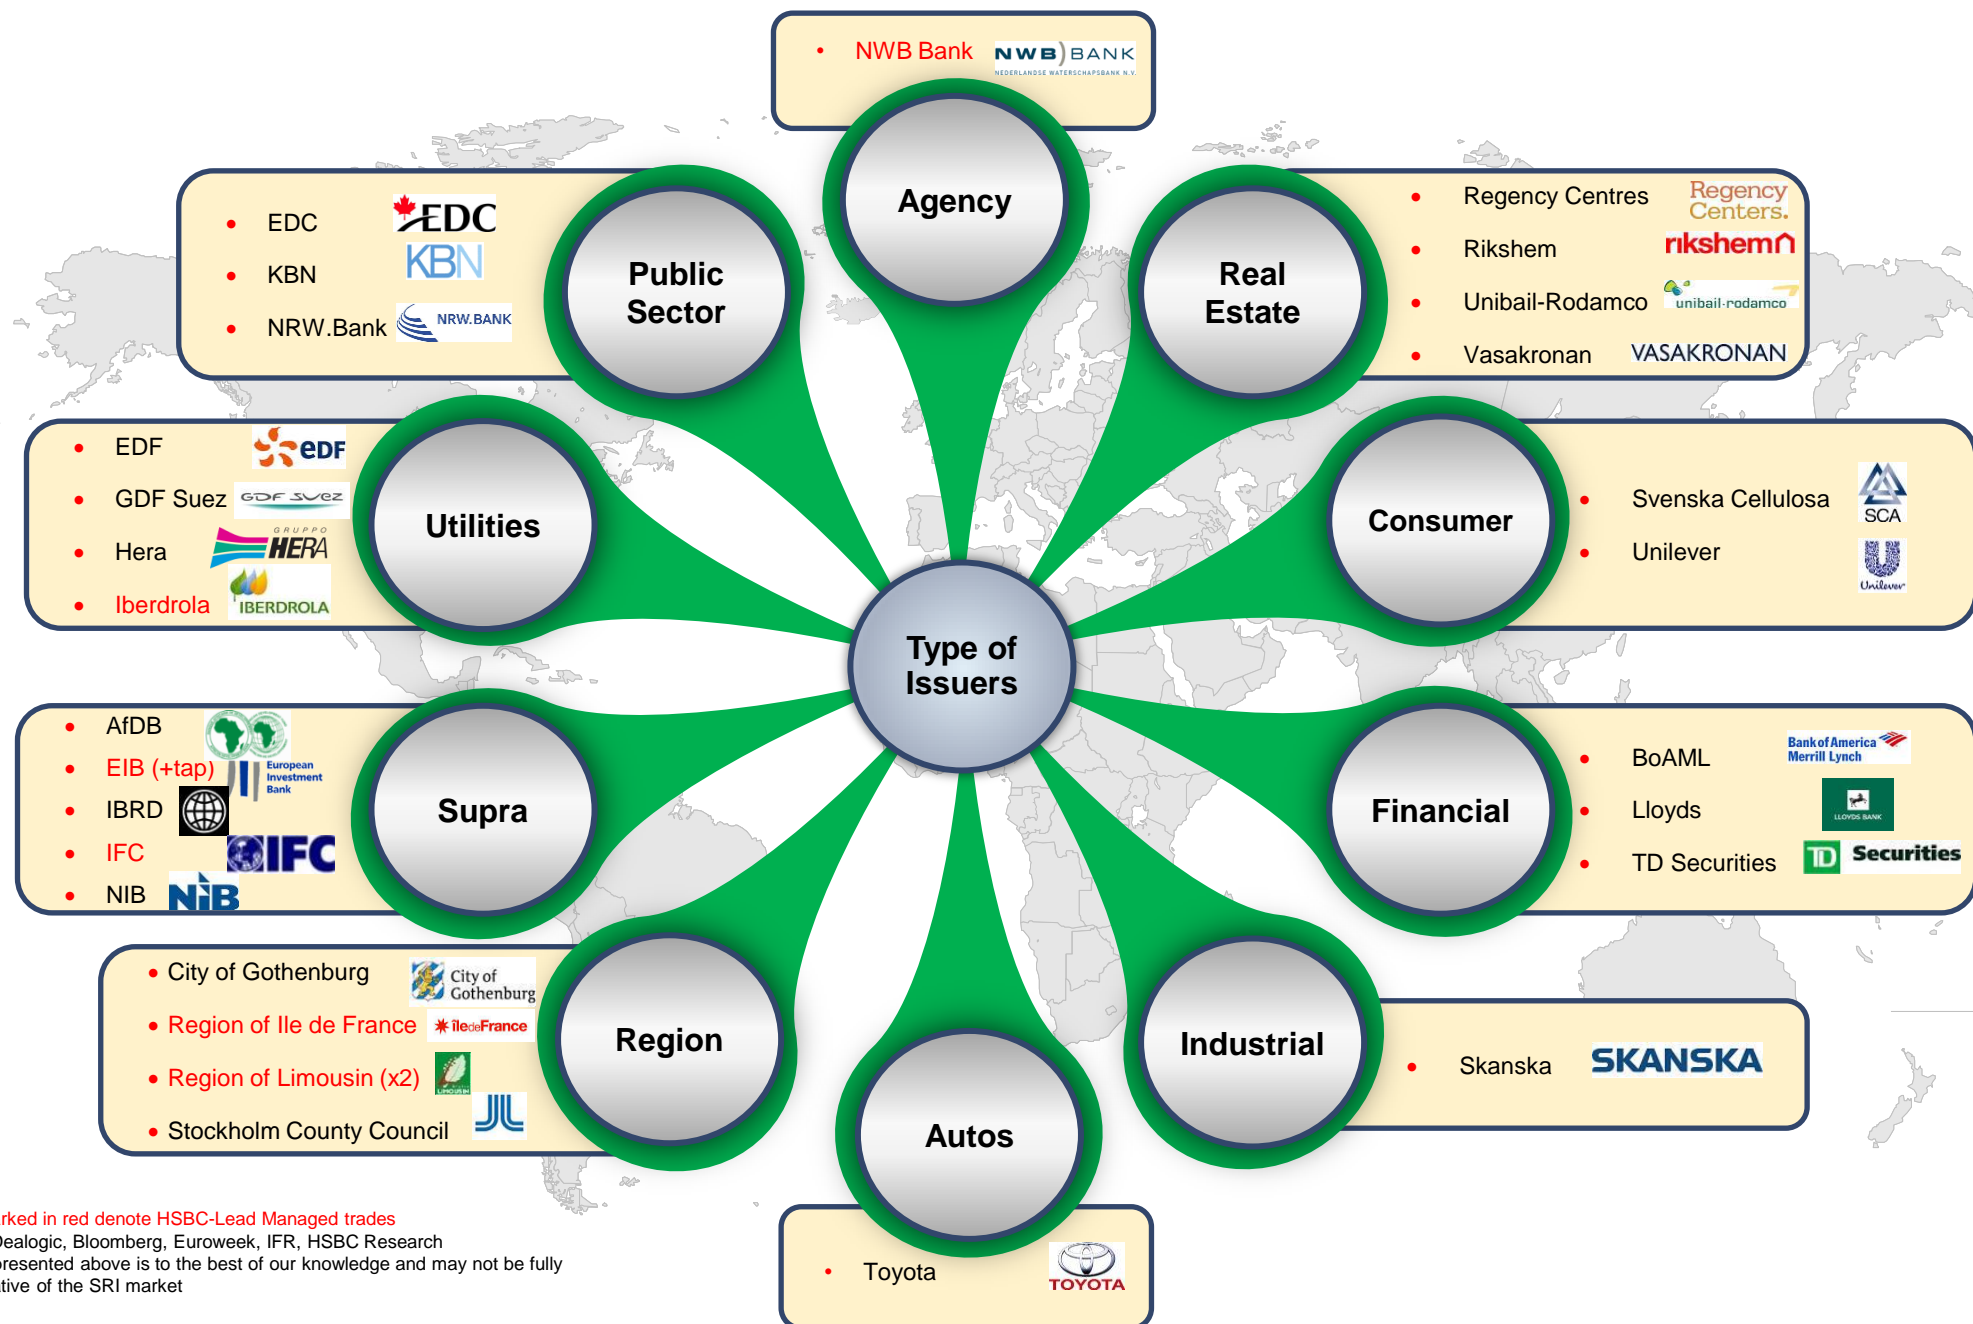 NWB Bank
NWB)BANK
NEDERLANDSE WATERSCHAPSBANK N.V.
Agency
EDC
EDC
KBN
KBN
NRW.Bank
NRW.BANK
Public
Sector
Real
Estate
Regency Centres
Regency
Centers.
Rikshem
rikshem
Unibail-Rodamco
unibail-rodamco
Vasakronan
VASAKRONAN
EDF
eDF
GDF Suez
GDF SUEZ
Hera
GRUPPO
HERA
Iberdrola
IBERDROLA
Utilities
Consumer
Svenska Cellulosa
SCA
Unilever
Unilever
Type of
Issuers
AfDB
EIB (+tap)
European
Investment
Bank
IBRD
IFC
IFC
NIB
NIB
Supra
Financial
BoAML
Bank of America
Merrill Lynch
Lloyds
LLOYDS BANK
TD Securities
TD Securities
City of Gothenburg
City of
Gothenburg
Region of Ile de France
îledeFrance
Region of Limousin (x2)
LIMOUSIN
Stockholm County Council
Region
Industrial
Skanska
SKANSKA
Autos
Toyota
TOYOTA
rked in red denote HSBC-Lead Managed trades
Dealogic, Bloomberg, Euroweek, IFR, HSBC Research
presented above is to the best of our knowledge and may not be fully
ative of the SRI market